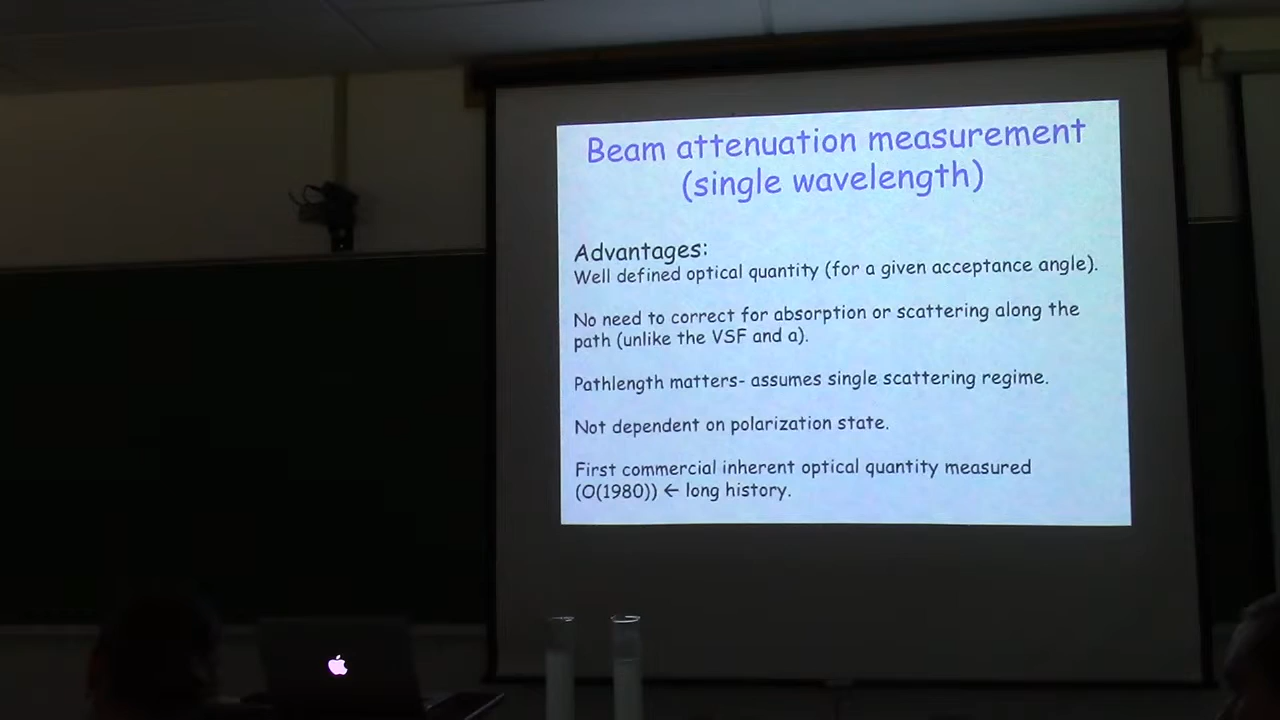 Beam attenuation measurement
(single wavelength)
Advantages:
Well defined optical quantity (for a given acceptance angle).
No need to correct for absorption or scattering along the
path (unlike the VSF and a).
Pathlength matters- assumes single scattering regime.
Not dependent on polarization state.
First commercial inherent optical quantity measured
(O(1980)) ← long history.